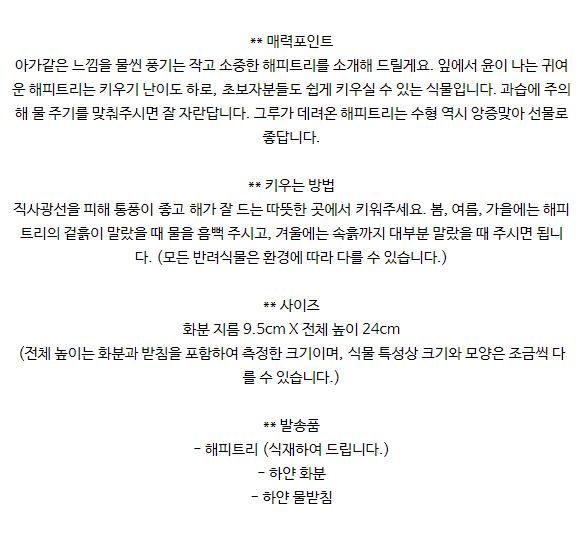 ** 매력포인트
아가같은 느낌을 물씬 풍기는 작고 소중한 해피트리를 소개해 드릴게요. 잎에서 윤이 나는 귀여
운 해피트리는 키우기 난이도 하로, 초보자분들도 쉽게 키우실 수 있는 식물입니다. 과습에 주의
해 물 주기를 맞춰주시면 잘 자란답니다. 그루가 데려온 해피트리는 수형 역시 앙증맞아 선물로
좋답니다.
** 키우는 방법
직사광선을 피해 통풍이 좋고 해가 잘 드는 따뜻한 곳에서 키워주세요. 봄, 여름, 가을에는 해피
트리의 겉흙이 말랐을 때 물을 흠뻑 주시고, 겨울에는 속흙까지 대부분 말랐을 때 주시면 됩니
다. (모든 반려식물은 환경에 따라 다를 수 있습니다.)
** 사이즈
화분 지름 9.5cm X 전체 높이 24cm
(전체 높이는 화분과 받침을 포함하여 측정한 크기이며, 식물 특성상 크기와 모양은 조금씩 다
를 수 있습니다.)
** 발송품
- 해피트리 (식재하여 드립니다.)
- 하얀 화분
- 하얀 물받침